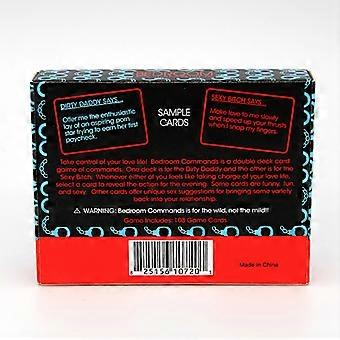 BEDROOM
DIRTY DADDY SAYS...
Offer me the enthusiastic
lay of an aspiring porn
star trying to earn her first
paycheck.
SAMPLE
CARDS
SEXY BITCH SAYS...
Make love to me slowly
and speed up your thrusts
when I snap my fingers.
Take control of your love life! Bedroom Commands is a double deck card
game of commands. One deck is for the Dirty Daddy and the other is for the
Sexy Bitch. Whenever either of you feels like taking charge of your love life,
select a card to reveal the action for the evening. Some cards are funny, fun
and sexy. Other cards offer unique sex suggestions for bringing some variety
back into your relationship.
⚠ WARNING: Bedroom Commands is for the wild, not the mild!!
Game Includes: 108 Game Cards
8 25156 10720 1
Made in China